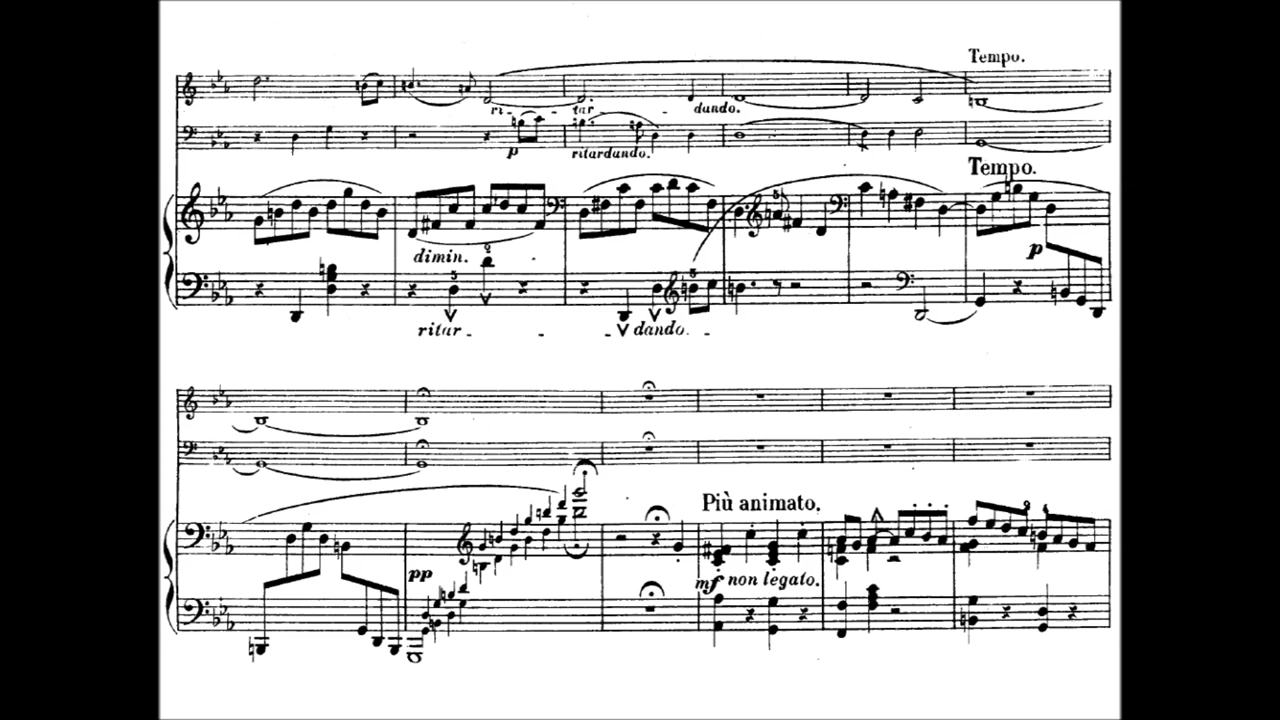 Tempo.
ri - tar - dando.
p ritardando.
Tempo.
dimin.
p
ritar - - dando. -
Più animato.
pp
mf non legato.